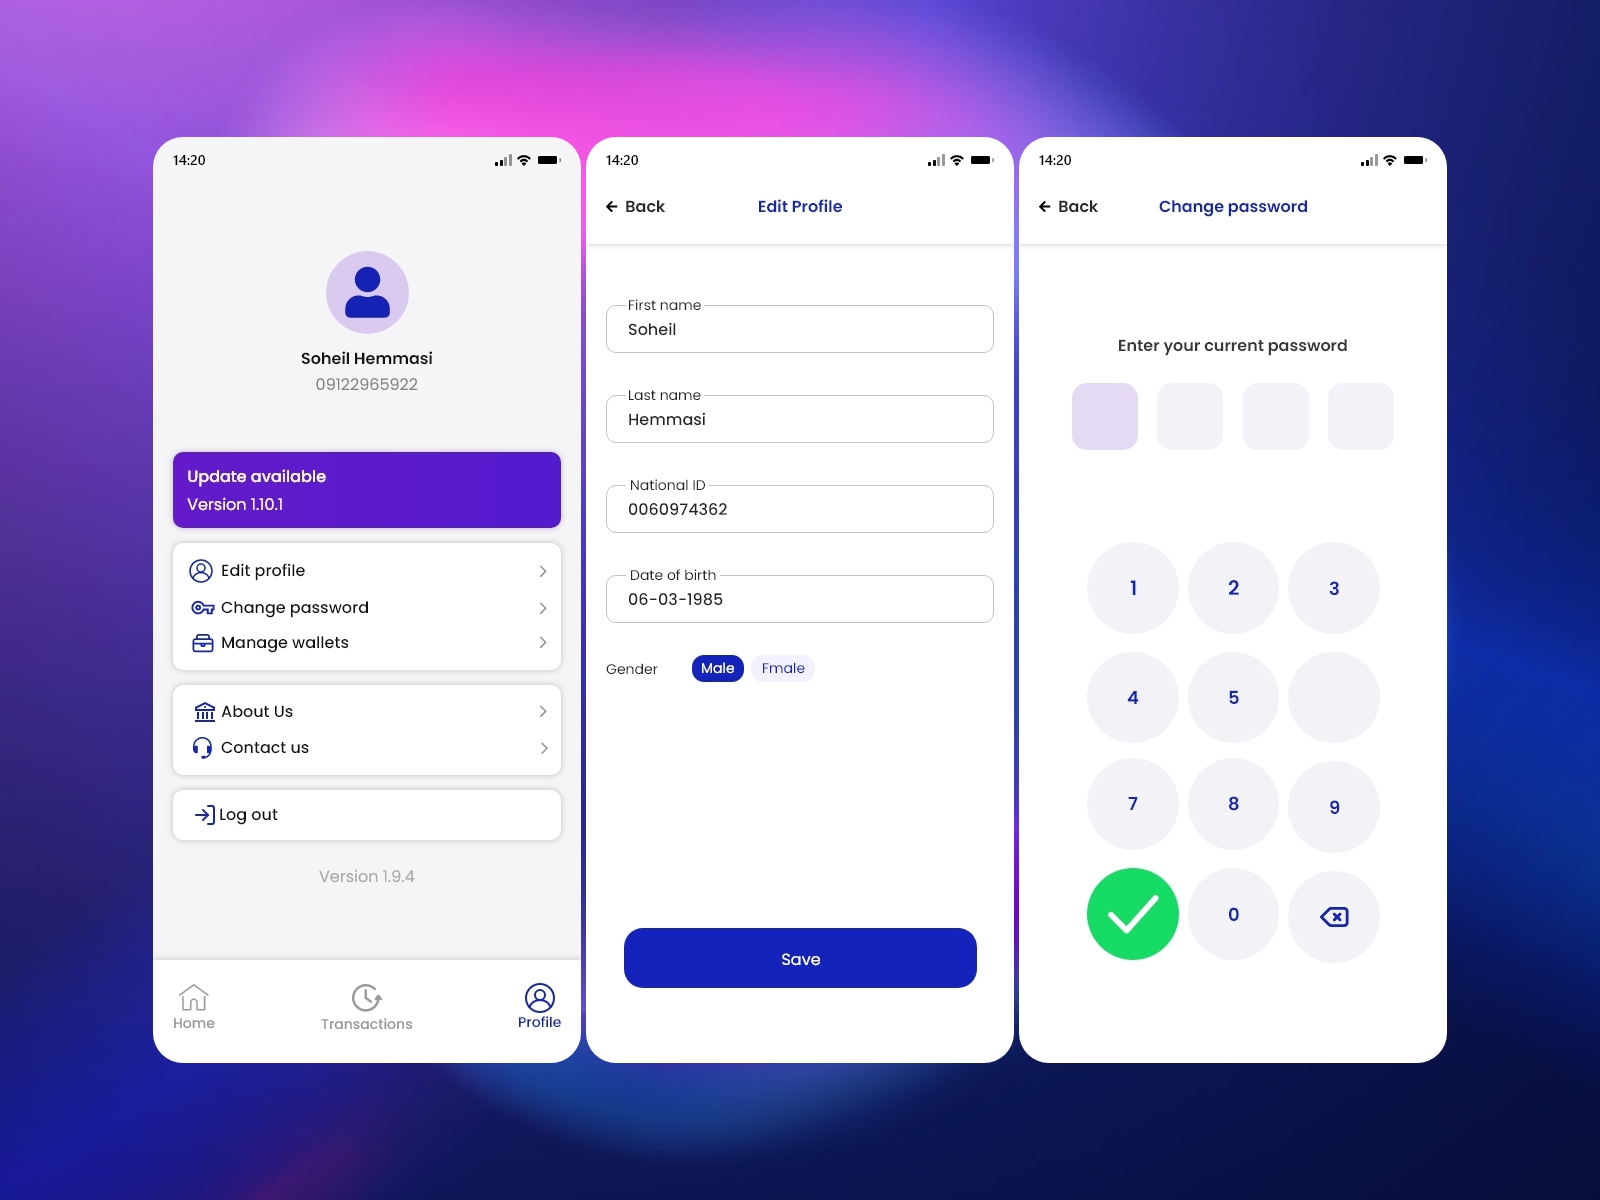 14:20
Soheil Hemmasi
09122965922
Update available
Version 1.10.1
Edit profile
Change password
Manage wallets
About Us
Contact us
Log out
Version 1.9.4
Home
Transactions
Profile
14:20
Back
Edit Profile
First name
Soheil
Last name
Hemmasi
National ID
0060974362
Date of birth
06-03-1985
Gender Male Fmale
Save
14:20
Back
Change password
Enter your current password
1 2 3
4 5
7 8 9
0